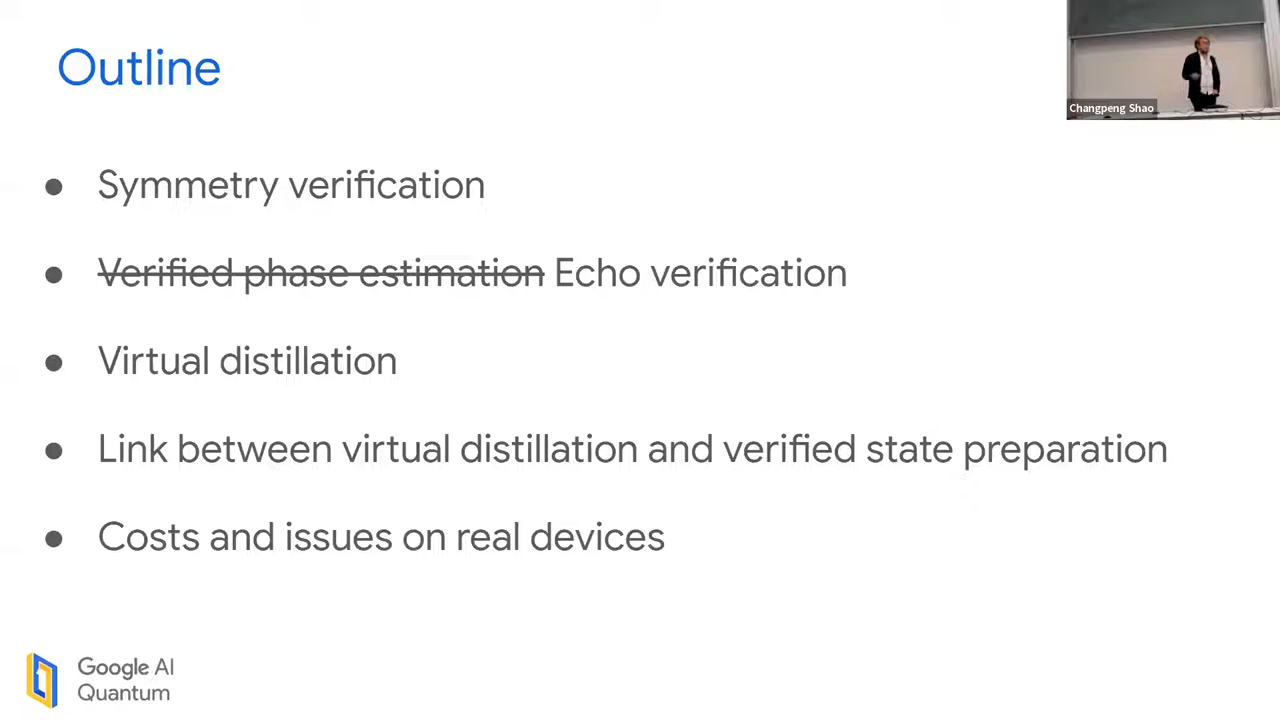 Outline
Changpeng Shao
● Symmetry verification
● Verified phase estimation Echo verification
● Virtual distillation
● Link between virtual distillation and verified state preparation
● Costs and issues on real devices
Google AI
Quantum